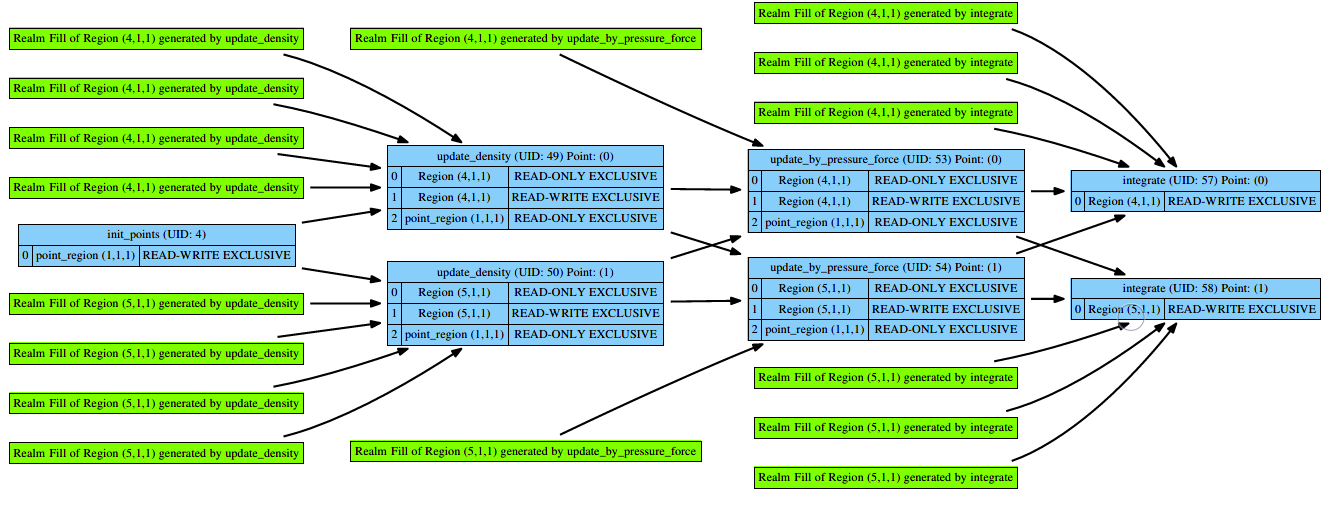 Realm Fill of Region (4,1,1) generated by update_density
Realm Fill of Region (4,1,1) generated by update_density
Realm Fill of Region (4,1,1) generated by update_density
Realm Fill of Region (4,1,1) generated by update_density
init_points (UID: 4)
0 point_region (1,1,1) READ-WRITE EXCLUSIVE
Realm Fill of Region (5,1,1) generated by update_density
Realm Fill of Region (5,1,1) generated by update_density
Realm Fill of Region (5,1,1) generated by update_density
Realm Fill of Region (5,1,1) generated by update_density
Realm Fill of Region (4,1,1) generated by update_by_pressure_force
update_density (UID: 49) Point: (0)
0 Region (4,1,1) READ-ONLY EXCLUSIVE
1 Region (4,1,1) READ-WRITE EXCLUSIVE
2 point_region (1,1,1) READ-ONLY EXCLUSIVE
update_density (UID: 50) Point: (1)
0 Region (5,1,1) READ-ONLY EXCLUSIVE
1 Region (5,1,1) READ-WRITE EXCLUSIVE
2 point_region (1,1,1) READ-ONLY EXCLUSIVE
Realm Fill of Region (5,1,1) generated by update_by_pressure_force
Realm Fill of Region (4,1,1) generated by integrate
Realm Fill of Region (4,1,1) generated by integrate
Realm Fill of Region (4,1,1) generated by integrate
update_by_pressure_force (UID: 53) Point: (0)
0 Region (4,1,1) READ-ONLY EXCLUSIVE
1 Region (4,1,1) READ-WRITE EXCLUSIVE
2 point_region (1,1,1) READ-ONLY EXCLUSIVE
update_by_pressure_force (UID: 54) Point: (1)
0 Region (5,1,1) READ-ONLY EXCLUSIVE
1 Region (5,1,1) READ-WRITE EXCLUSIVE
2 point_region (1,1,1) READ-ONLY EXCLUSIVE
Realm Fill of Region (5,1,1) generated by integrate
Realm Fill of Region (5,1,1) generated by integrate
Realm Fill of Region (5,1,1) generated by integrate
integrate (UID: 57) Point: (0)
0 Region (4,1,1) READ-WRITE EXCLUSIVE
integrate (UID: 58) Point: (1)
0 Region (5,1,1) READ-WRITE EXCLUSIVE